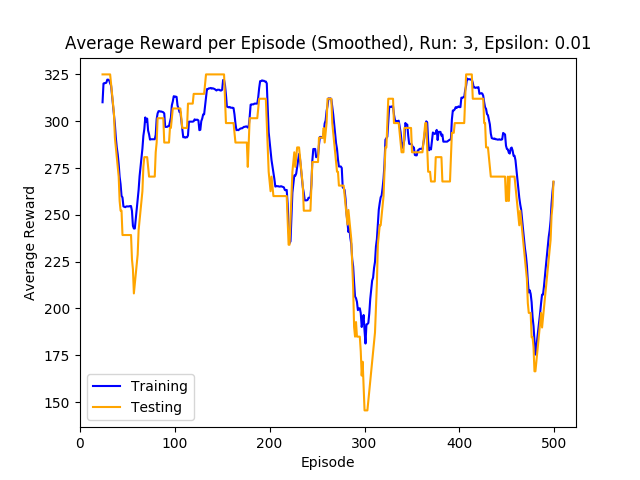 Average Reward per Episode (Smoothed), Run: 3, Epsilon: 0.01
325
300
275
250
225
200
175
150
Average Reward
Training
Testing
0 100 200 300 400 500
Episode